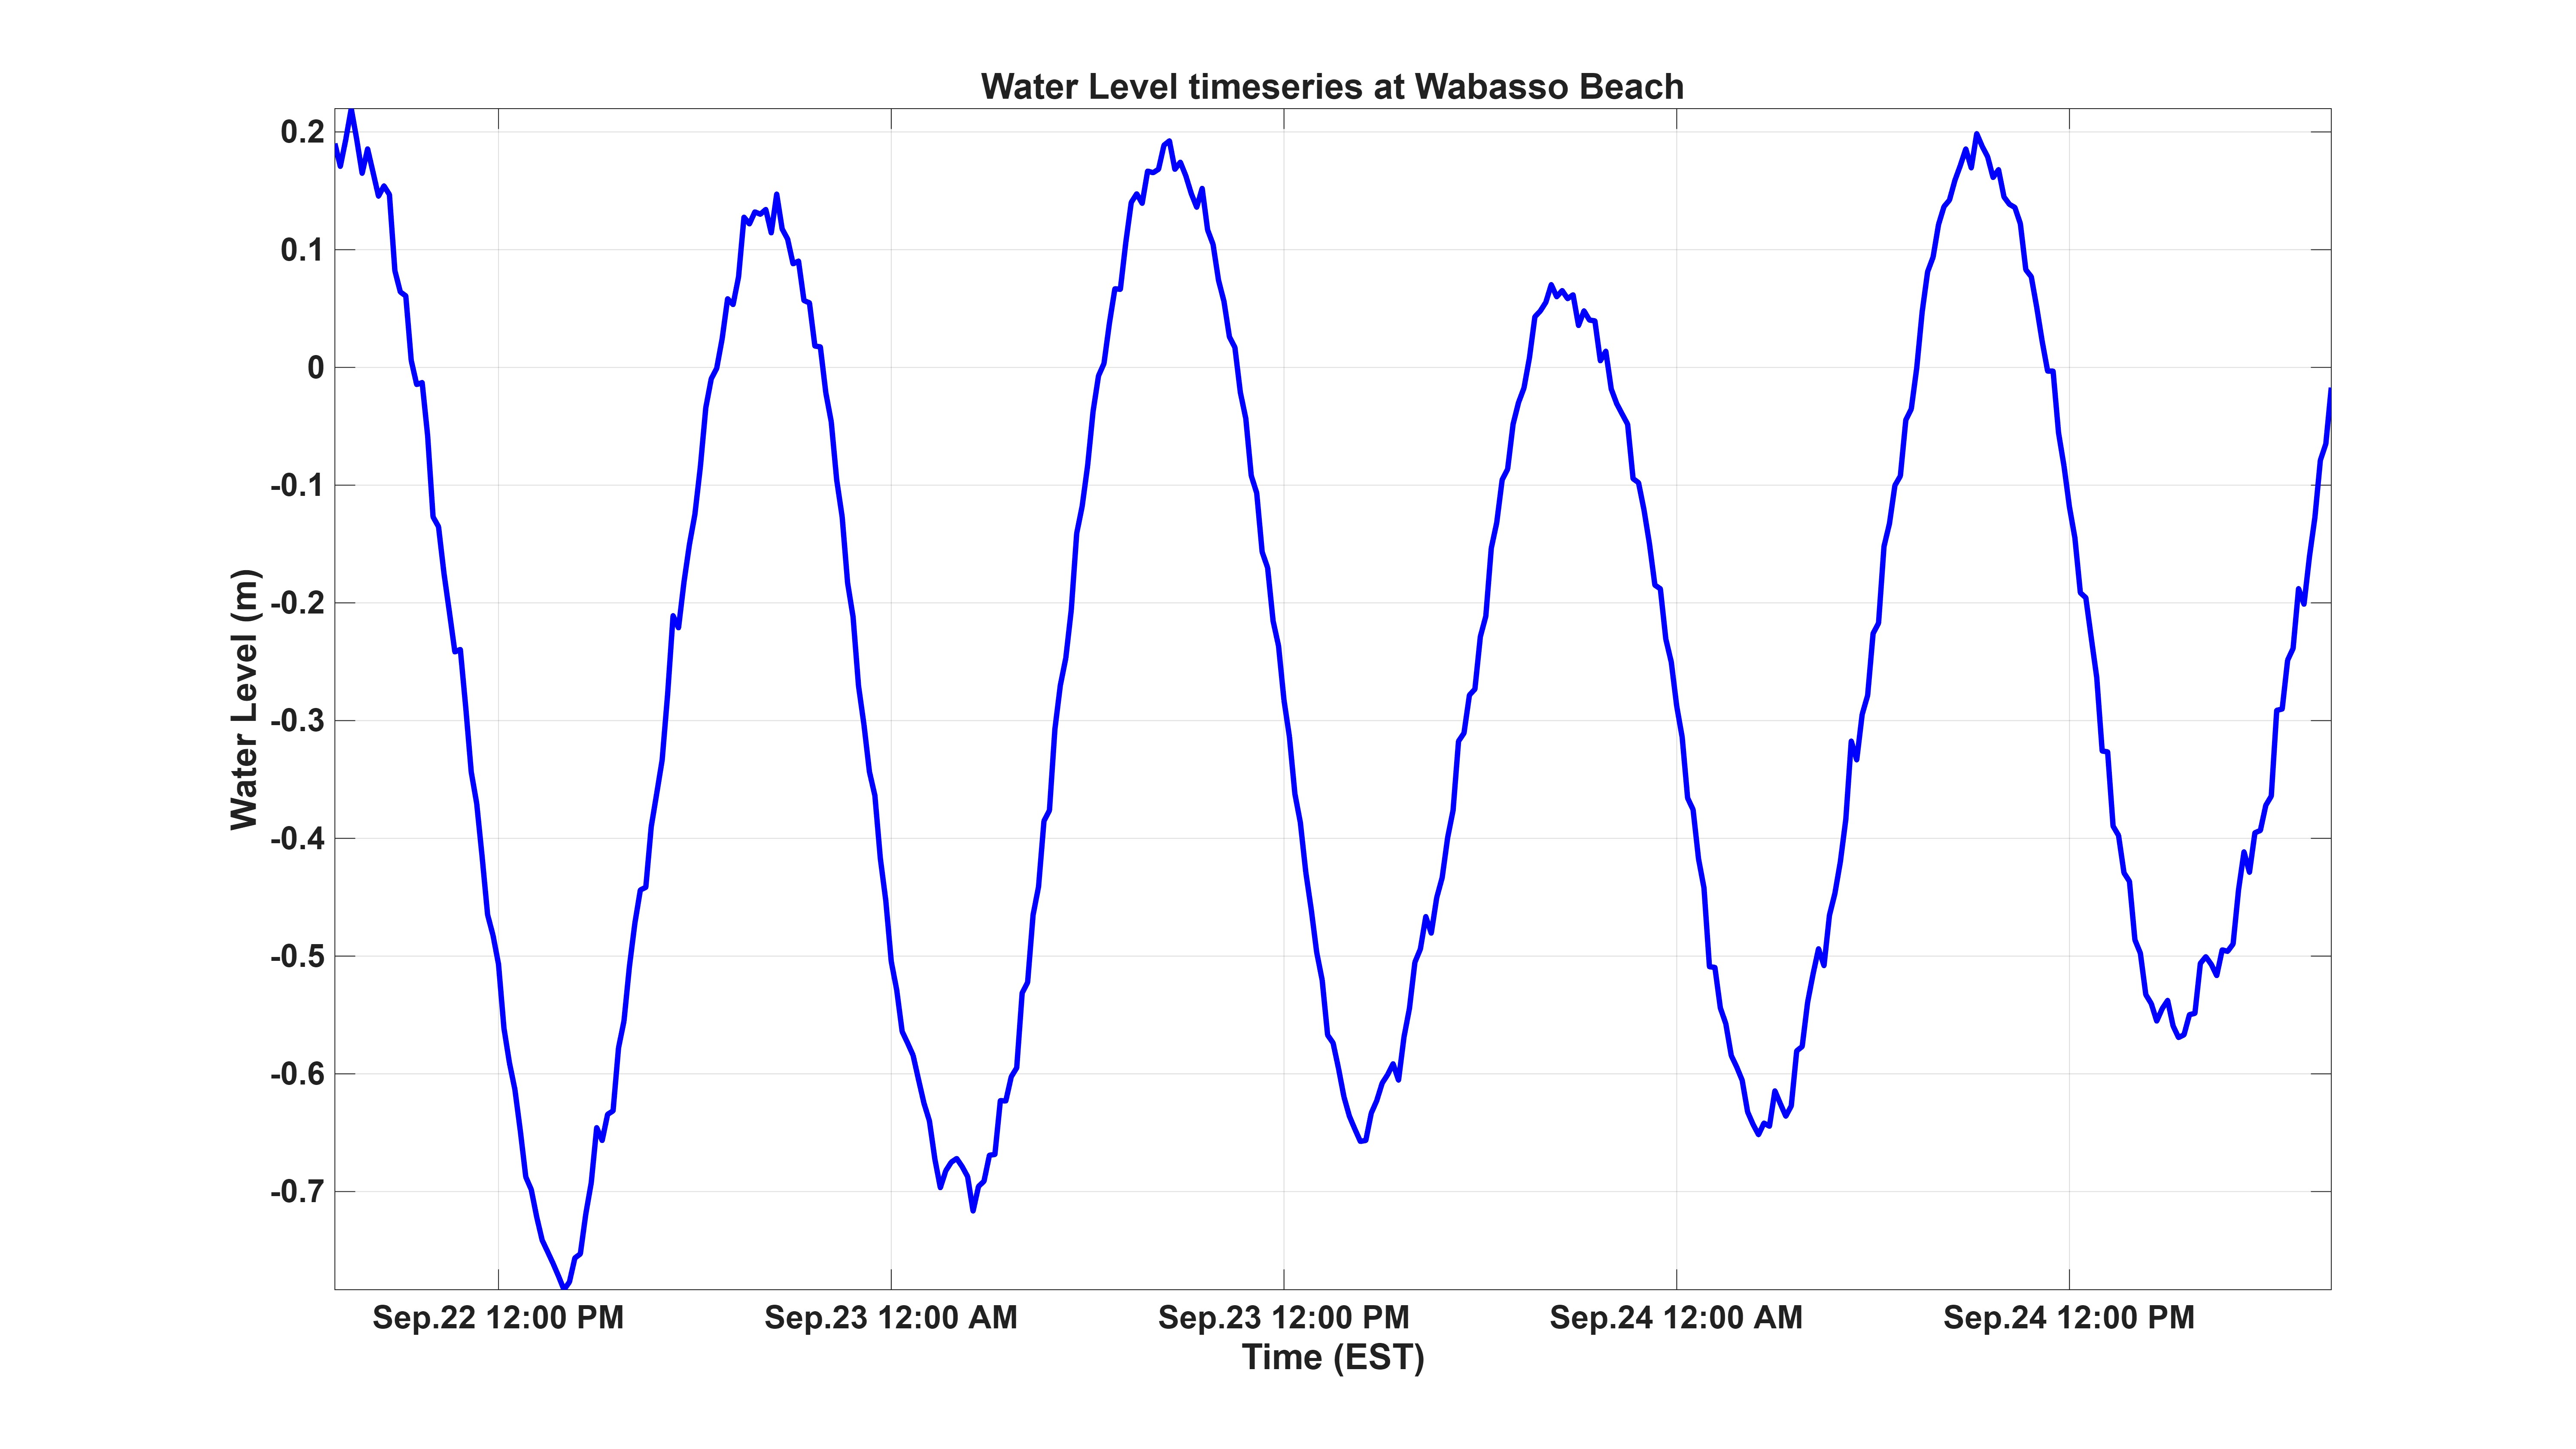 Water Level timeseries at Wabasso Beach
0.2
0.1
0
-0.1
-0.2
-0.3
-0.4
-0.5
-0.6
-0.7
Water Level (m)
Sep.22 12:00 PM Sep.23 12:00 AM Sep.23 12:00 PM Sep.24 12:00 AM Sep.24 12:00 PM
Time (EST)